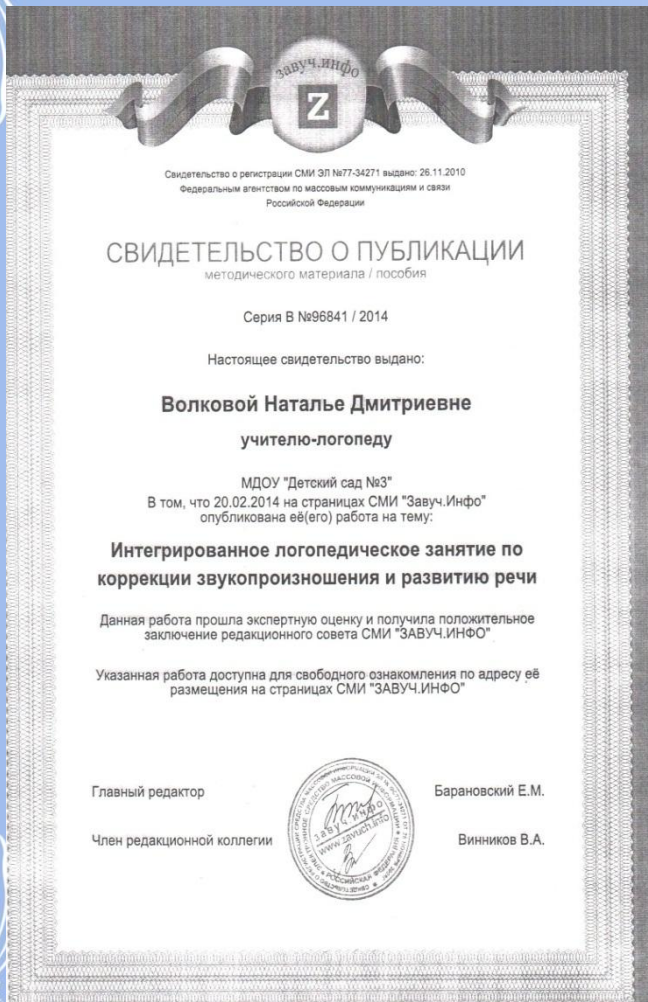 завуч.инфо
Z
Свидетельство о регистрации СМИ ЭЛ №77-34271 выдано: 26.11.2010
Федеральным агентством по массовым коммуникациям и связи
Российской Федерации
СВИДЕТЕЛЬСТВО О ПУБЛИКАЦИИ
методического материала / пособия
Серия В №96841 / 2014
Настоящее свидетельство выдано:
Волковой Наталье Дмитриевне
учителю-логопеду
МДОУ "Детский сад №3"
В том, что 20.02.2014 на страницах СМИ "Завуч.Инфо"
опубликована её(его) работа на тему:
Интегрированное логопедическое занятие по
коррекции звукопроизношения и развитию речи
Данная работа прошла экспертную оценку и получила положительное
заключение редакционного совета СМИ "ЗАВУЧ.ИНФО"
Указанная работа доступна для свободного ознакомления по адресу её
размещения на страницах СМИ "ЗАВУЧ.ИНФО"
Главный редактор
Барановский Е.М.
завуч.инфо
www.zavuch.info
Член редакционной коллегии
Винников В.А.